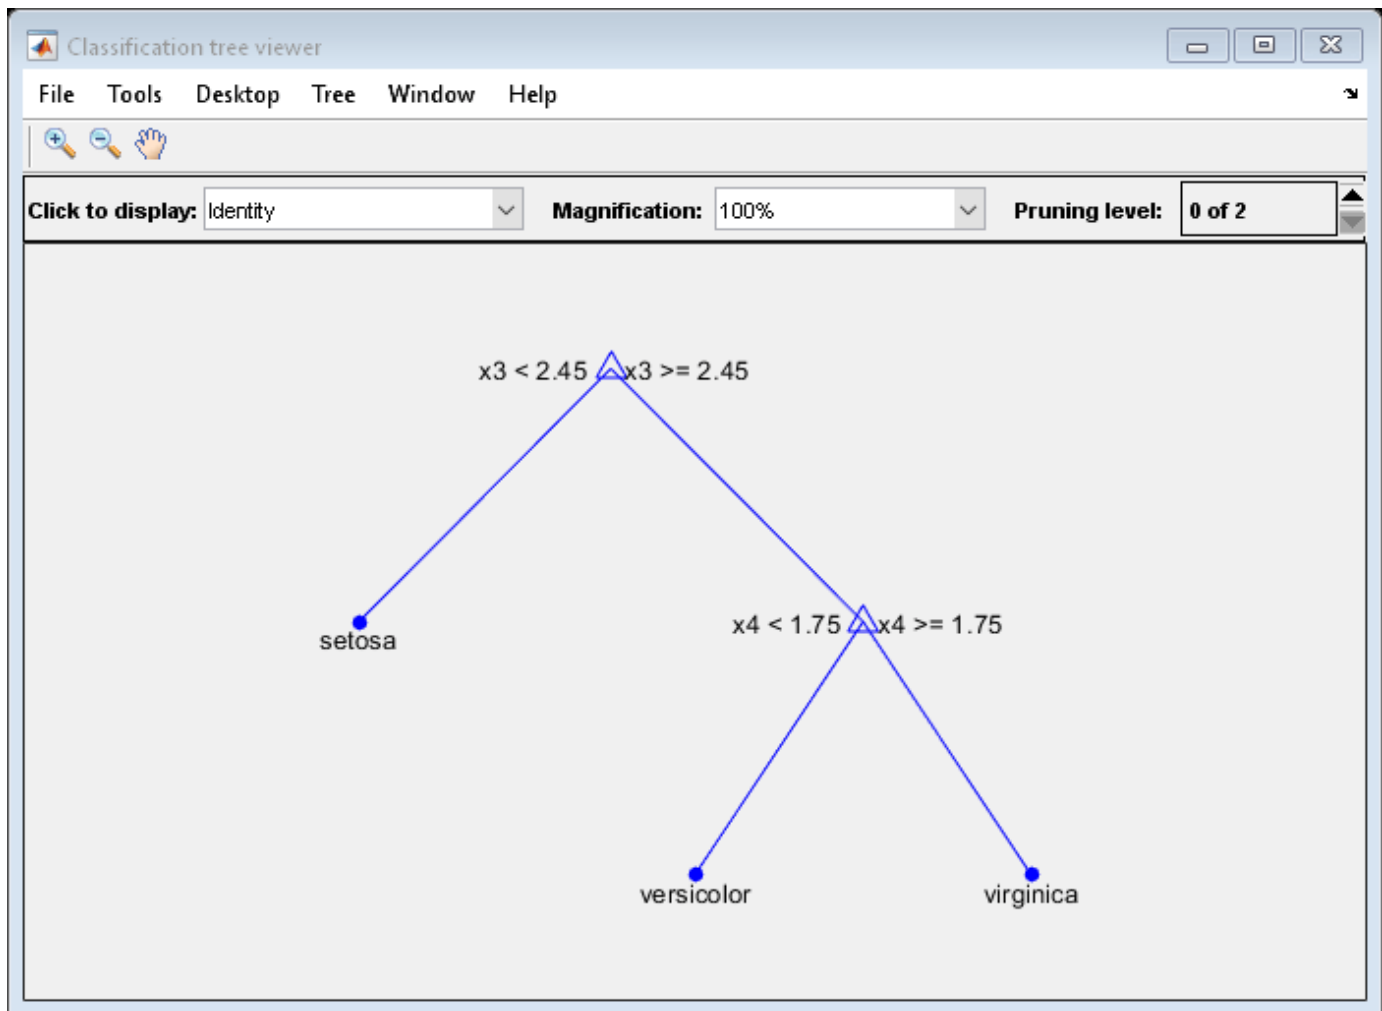 Classification tree viewer
File Tools Desktop Tree Window Help
Click to display: Identity Magnification: 100% Pruning level: 0 of 2
x3 < 2.45 x3 >= 2.45
setosa
x4 < 1.75 x4 >= 1.75
versicolor
virginica